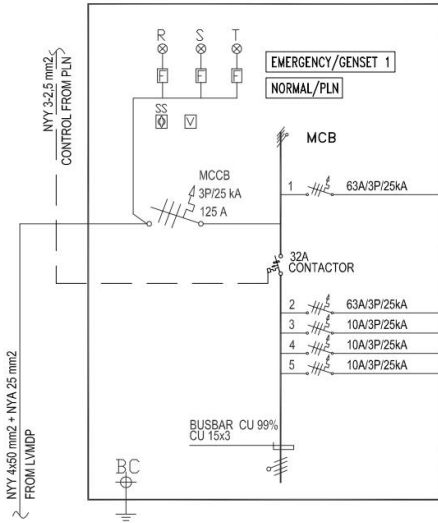 R S T
F F F
EMERGENCY/GENSET 1
NORMAL/PLN
SS
V
NYY 3-2,5 mm2
CONTROL FROM PLN
MCB
MCCB
3P/25 kA
125 A
1 63A/3P/25kA
32A
CONTACTOR
2 63A/3P/25kA
3 10A/3P/25kA
4 10A/3P/25kA
5 10A/3P/25kA
BUSBAR CU 99%
CU 15x3
NYY 4x50 mm2 + NYA 25 mm2
FROM LVMDP
BC